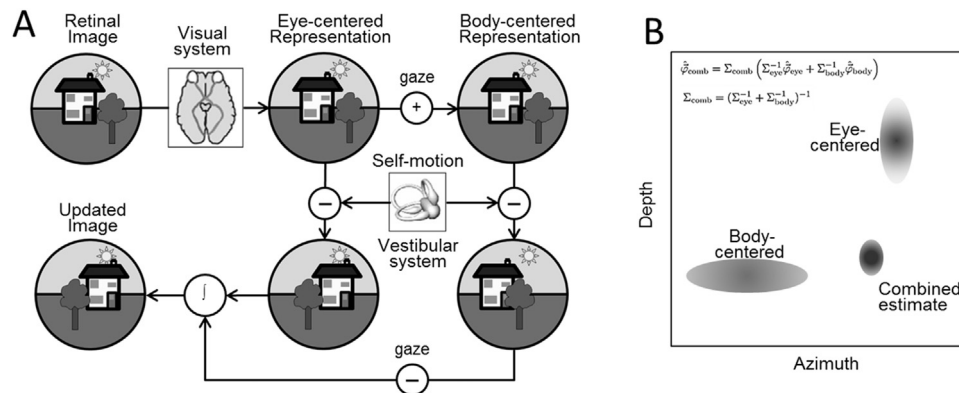 A
Retinal
Image
Visual
system
Eye-centered
Representation
Body-centered
Representation
gaze
+
Self-motion
−
−
Vestibular
system
Updated
Image
∫
gaze
−
B
φ̂_comb = Σ_comb (Σ_eye^-1 φ̂_eye + Σ_body^-1 φ̂_body)
Σ_comb = (Σ_eye^-1 + Σ_body^-1)^-1
Eye-
centered
Body-
centered
Combined
estimate
Depth
Azimuth